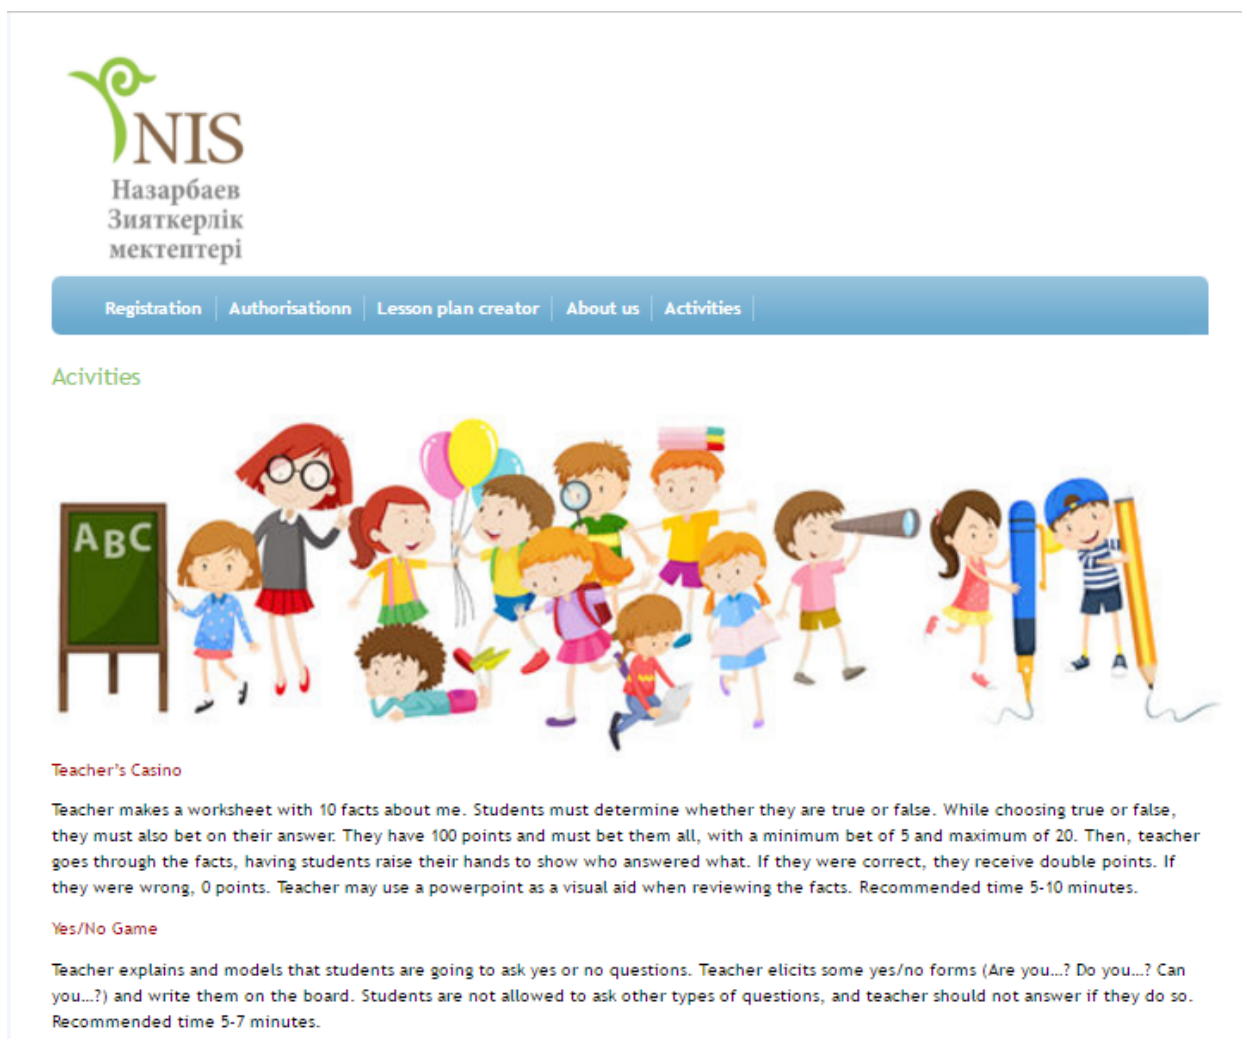 NIS
Назарбаев
Зияткерлік
мектептері
Registration Authorisationn Lesson plan creator About us Activities
Acivities
ABC
Teacher's Casino
Teacher makes a worksheet with 10 facts about me. Students must determine whether they are true or false. While choosing true or false,
they must also bet on their answer. They have 100 points and must bet them all, with a minimum bet of 5 and maximum of 20. Then, teacher
goes through the facts, having students raise their hands to show who answered what. If they were correct, they receive double points. If
they were wrong, 0 points. Teacher may use a powerpoint as a visual aid when reviewing the facts. Recommended time 5-10 minutes.
Yes/No Game
Teacher explains and models that students are going to ask yes or no questions. Teacher elicits some yes/no forms (Are you…? Do you…? Can
you…?) and write them on the board. Students are not allowed to ask other types of questions, and teacher should not answer if they do so.
Recommended time 5-7 minutes.